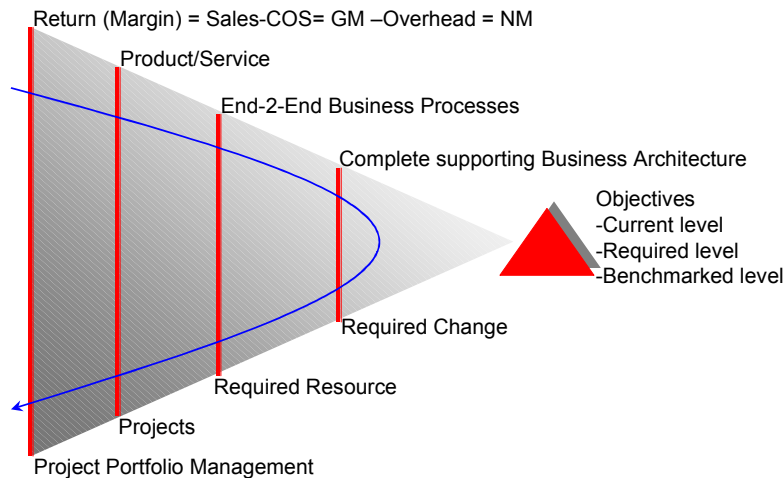 Return (Margin) = Sales-COS= GM –Overhead = NM
Product/Service
End-2-End Business Processes
Complete supporting Business Architecture
Objectives
-Current level
-Required level
-Benchmarked level
Required Change
Required Resource
Projects
Project Portfolio Management